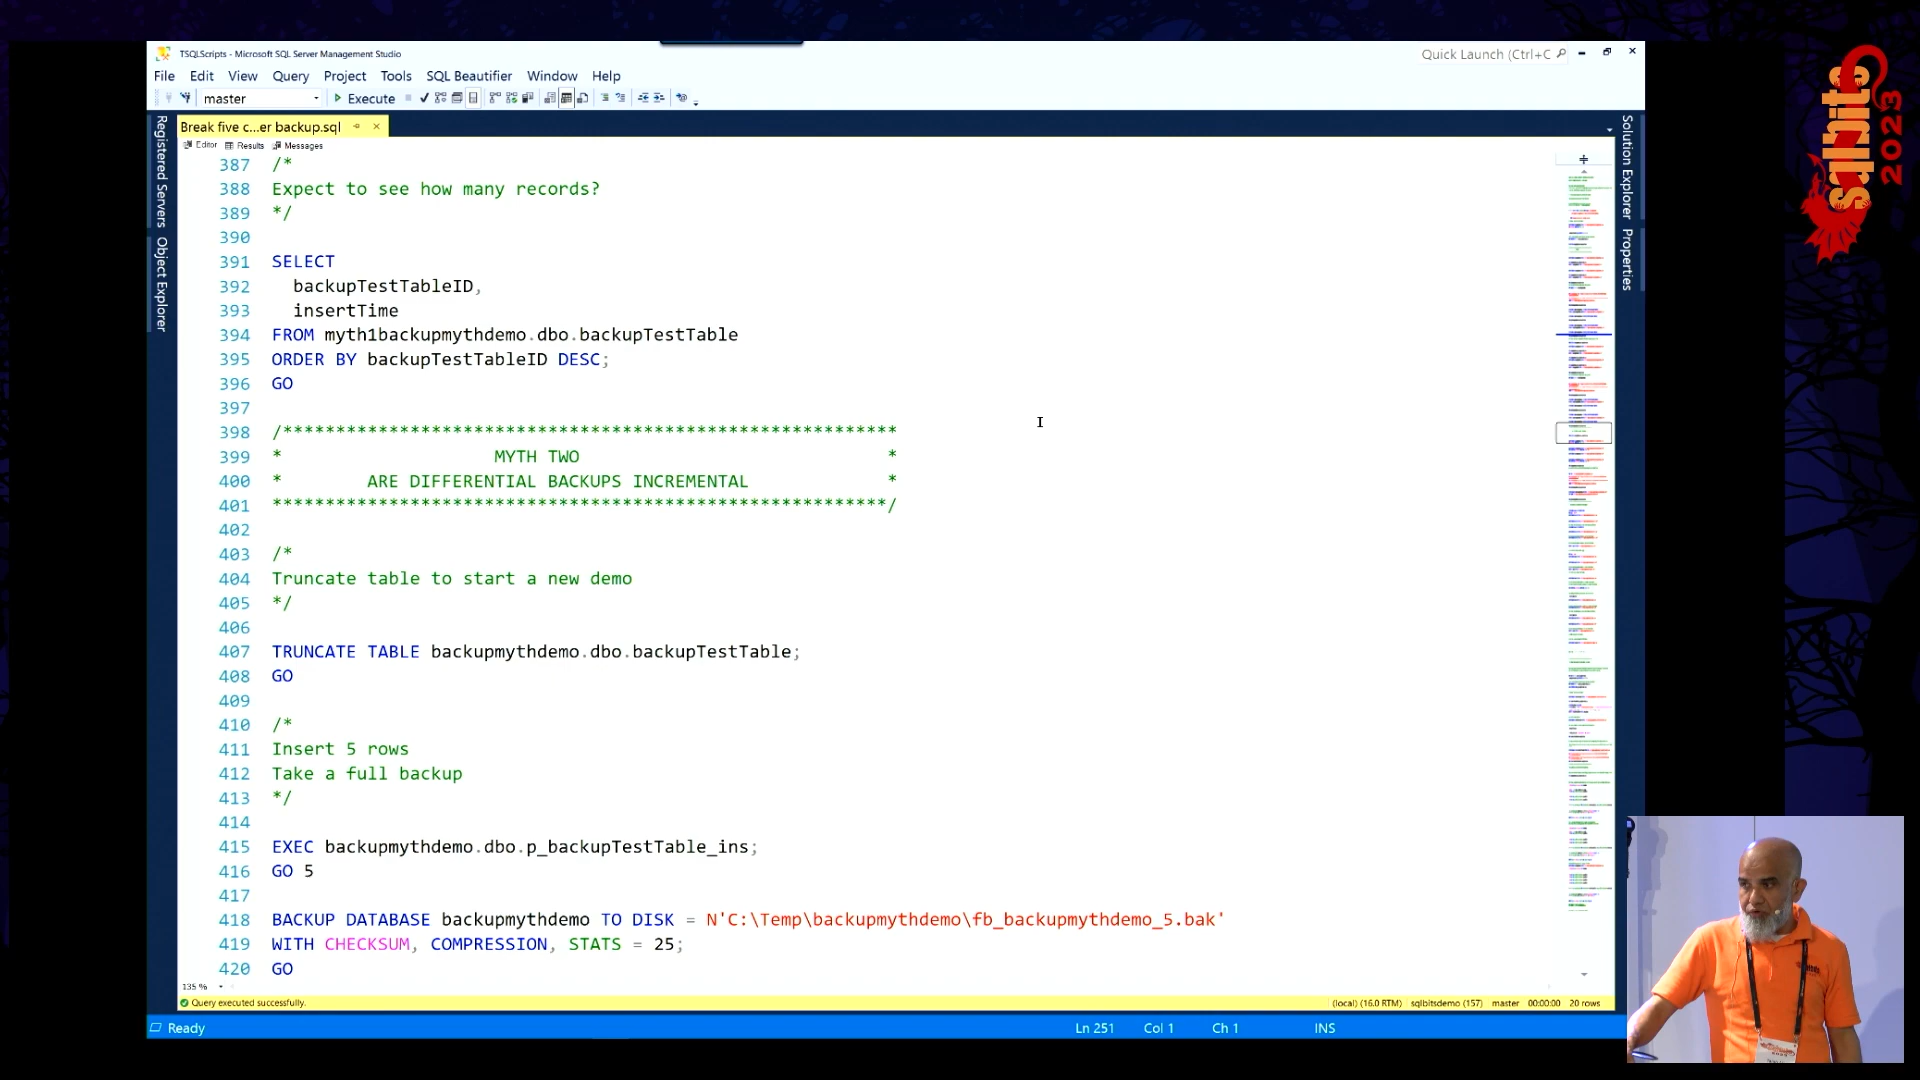 TSQLScripts - Microsoft SQL Server Management Studio
Quick Launch (Ctrl+C
File Edit View Query Project Tools SQL Beautifier Window Help
master Execute
Break five c...er backup.sql
Editor Results Messages
Registered Servers
Object Explorer
Solution Explorer
Properties
387 /*
388 Expect to see how many records?
389 */
390
391 SELECT
392 backupTestTableID,
393 insertTime
394 FROM myth1backupmythdemo.dbo.backupTestTable
395 ORDER BY backupTestTableID DESC;
396 GO
397
398 /**********************************************************
399 * MYTH TWO *
400 * ARE DIFFERENTIAL BACKUPS INCREMENTAL *
401 **********************************************************/
402
403 /*
404 Truncate table to start a new demo
405 */
406
407 TRUNCATE TABLE backupmythdemo.dbo.backupTestTable;
408 GO
409
410 /*
411 Insert 5 rows
412 Take a full backup
413 */
414
415 EXEC backupmythdemo.dbo.p_backupTestTable_ins;
416 GO 5
417
418 BACKUP DATABASE backupmythdemo TO DISK = N'C:\Temp\backupmythdemo\fb_backupmythdemo_5.bak'
419 WITH CHECKSUM, COMPRESSION, STATS = 25;
420 GO
135 %
Query executed successfully.
(local) (16.0 RTM) sqlbitsdemo (157) master 00:00:00 20 rows
Ready Ln 251 Col 1 Ch 1 INS
sqlbits
2023